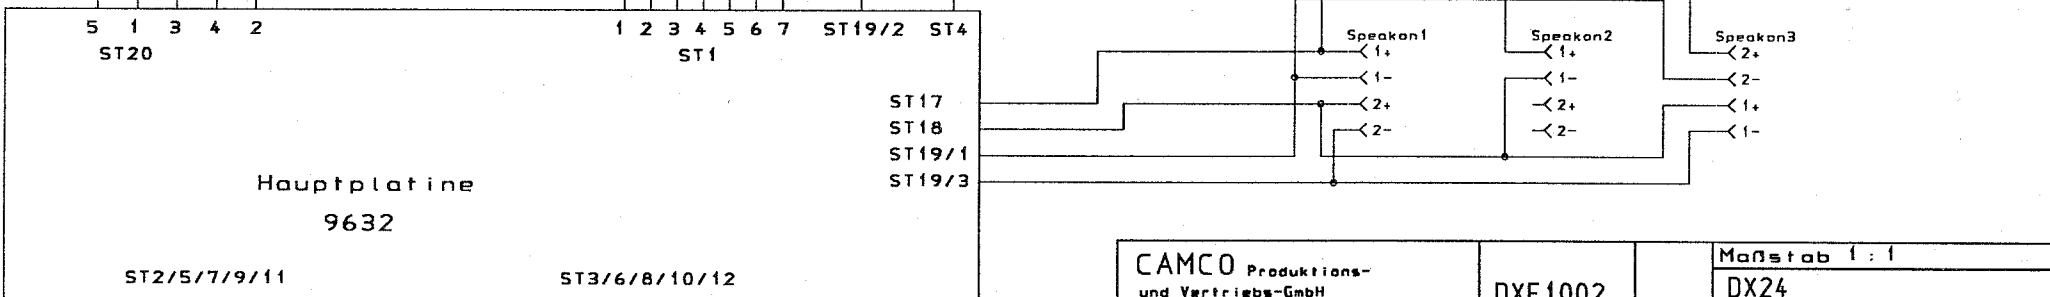 5 1 3 4 2
ST20
1 2 3 4 5 6 7
ST1
ST19/2 ST4
ST17
ST18
ST19/1
ST19/3
Hauptplatine
9632
ST2/5/7/9/11
ST3/6/8/10/12
Speakon1
1+
1-
2+
2-
Speakon2
1+
1-
2+
2-
Speakon3
2+
2-
1+
1-
CAMCO Produktions-
und Vertriebs-GmbH
DXE1002
Maßstab 1 : 1
DX24